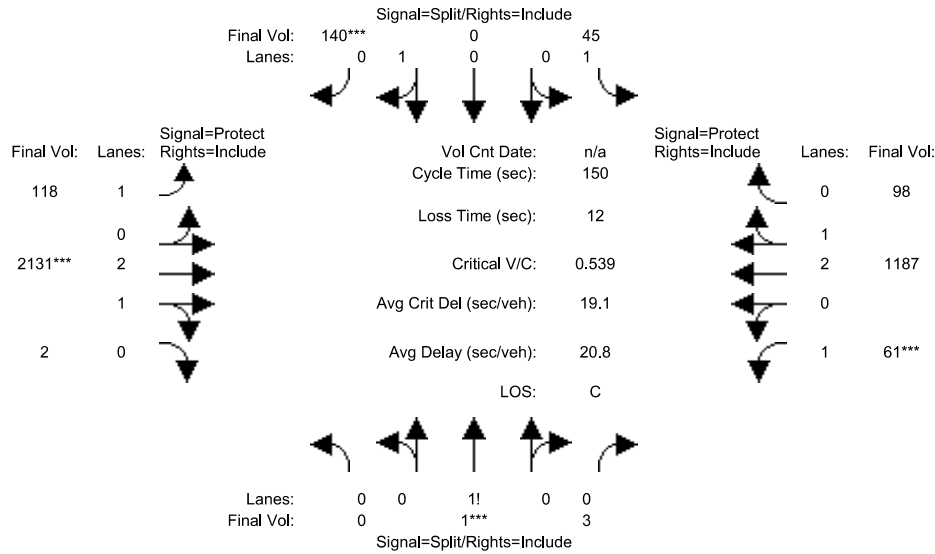 Signal=Split/Rights=Include
Final Vol: 140*** 0 45
Lanes: 0 1 0 0 1
Signal=Protect Signal=Protect
Final Vol: Lanes: Rights=Include Vol Cnt Date: n/a Rights=Include Lanes: Final Vol:
Cycle Time (sec): 150
118 1 0 98
Loss Time (sec): 12
0 1
2131*** 2 Critical V/C: 0.539 2 1187
1 Avg Crit Del (sec/veh): 19.1 0
2 0 Avg Delay (sec/veh): 20.8 1 61***
LOS: C
Lanes: 0 0 1! 0 0
Final Vol: 0 1*** 3
Signal=Split/Rights=Include